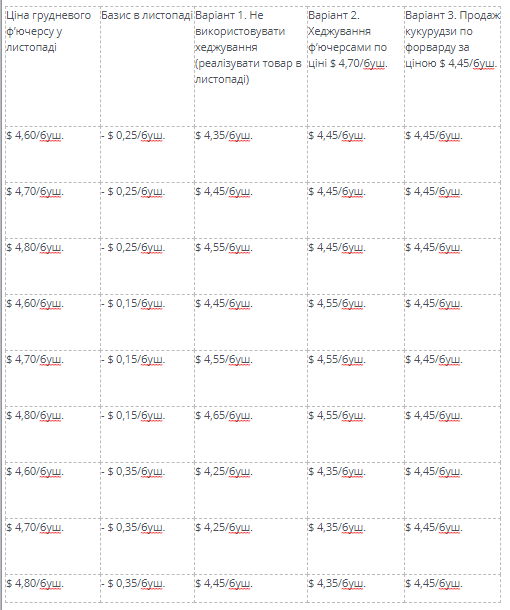 Ціна грудневого Базис в листопаді Варіант 1. Не Варіант 2. Варіант 3. Продаж
ф'ючерсу у використовувати Хеджування кукурудзи по
листопаді хеджування ф'ючерсами по форварду за
(реалізувати товар в ціні $ 4,70/буш. ціною $ 4,45/буш.
листопаді)
$ 4,60/буш. - $ 0,25/буш. $ 4,35/буш. $ 4,45/буш. $ 4,45/буш.
$ 4,70/буш. - $ 0,25/буш. $ 4,45/буш. $ 4,45/буш. $ 4,45/буш.
$ 4,80/буш. - $ 0,25/буш. $ 4,55/буш. $ 4,45/буш. $ 4,45/буш.
$ 4,60/буш. - $ 0,15/буш. $ 4,45/буш. $ 4,55/буш. $ 4,45/буш.
$ 4,70/буш. - $ 0,15/буш. $ 4,55/буш. $ 4,55/буш. $ 4,45/буш.
$ 4,80/буш. - $ 0,15/буш. $ 4,65/буш. $ 4,55/буш. $ 4,45/буш.
$ 4,60/буш. - $ 0,35/буш. $ 4,25/буш. $ 4,35/буш. $ 4,45/буш.
$ 4,70/буш. - $ 0,35/буш. $ 4,25/буш. $ 4,35/буш. $ 4,45/буш.
$ 4,80/буш. - $ 0,35/буш. $ 4,45/буш. $ 4,35/буш. $ 4,45/буш.